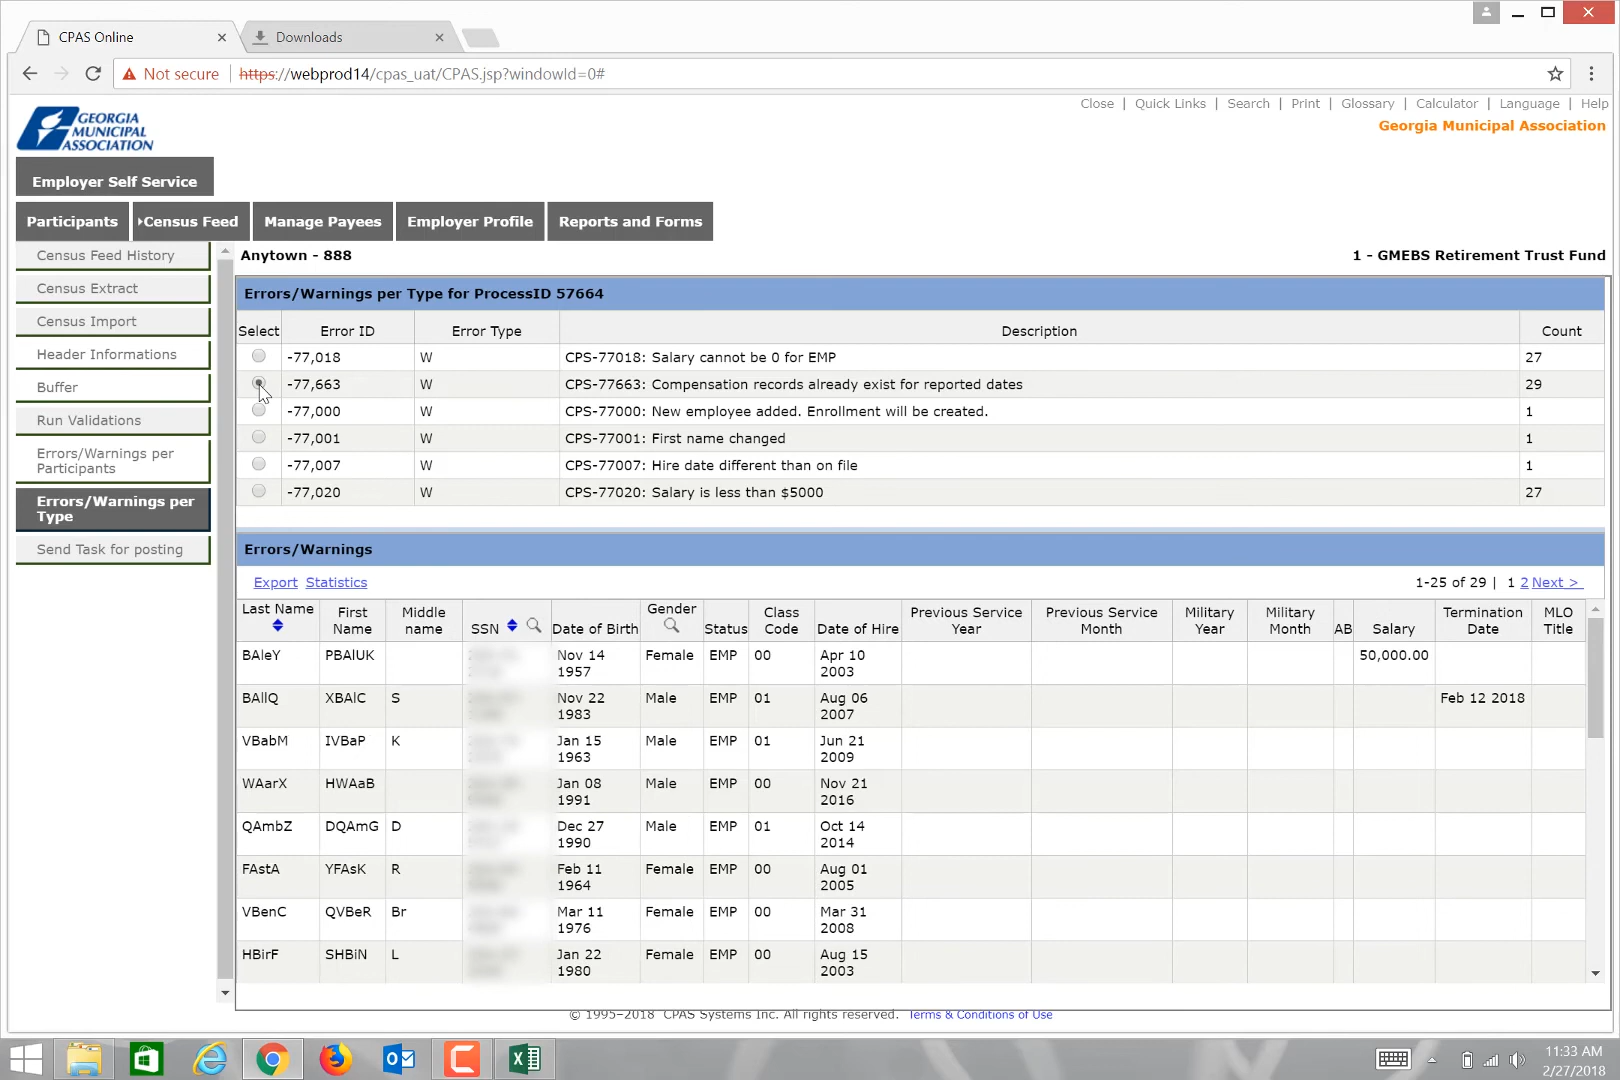 CPAS Online
Downloads
Not secure https://webprod14/cpas_uat/CPAS.jsp?windowId=0#
GEORGIA
MUNICIPAL
ASSOCIATION
Close | Quick Links | Search | Print | Glossary | Calculator | Language | Help
Georgia Municipal Association
Employer Self Service
Participants Census Feed Manage Payees Employer Profile Reports and Forms
Census Feed History
Census Extract
Census Import
Header Informations
Buffer
Run Validations
Errors/Warnings per
Participants
Errors/Warnings per
Type
Send Task for posting
Anytown - 888 1 - GMEBS Retirement Trust Fund
Errors/Warnings per Type for ProcessID 57664
Select Error ID Error Type Description Count
-77,018 W CPS-77018: Salary cannot be 0 for EMP 27
-77,663 W CPS-77663: Compensation records already exist for reported dates 29
-77,000 W CPS-77000: New employee added. Enrollment will be created. 1
-77,001 W CPS-77001: First name changed 1
-77,007 W CPS-77007: Hire date different than on file 1
-77,020 W CPS-77020: Salary is less than $5000 27
Errors/Warnings
Export Statistics 1-25 of 29 | 1 2 Next >
Last Name First Name Middle name SSN Date of Birth Gender Status Class Code Date of Hire Previous Service Year Previous Service Month Military Year Military Month AB Salary Termination Date MLO Title
BAleY PBAlUK Nov 14 1957 Female EMP 00 Apr 10 2003 50,000.00
BAllQ XBAlC S Nov 22 1983 Male EMP 01 Aug 06 2007 Feb 12 2018
VBabM IVBaP K Jan 15 1963 Male EMP 01 Jun 21 2009
WAarX HWAaB Jan 08 1991 Male EMP 00 Nov 21 2016
QAmbZ DQAmG D Dec 27 1990 Male EMP 01 Oct 14 2014
FAstA YFAsK R Feb 11 1964 Female EMP 00 Aug 01 2005
VBenC QVBeR Br Mar 11 1976 Female EMP 00 Mar 31 2008
HBirF SHBiN L Jan 22 1980 Female EMP 00 Aug 15 2003
© 1995-2018 CPAS Systems Inc. All rights reserved. Terms & Conditions of Use
11:33 AM
2/27/2018